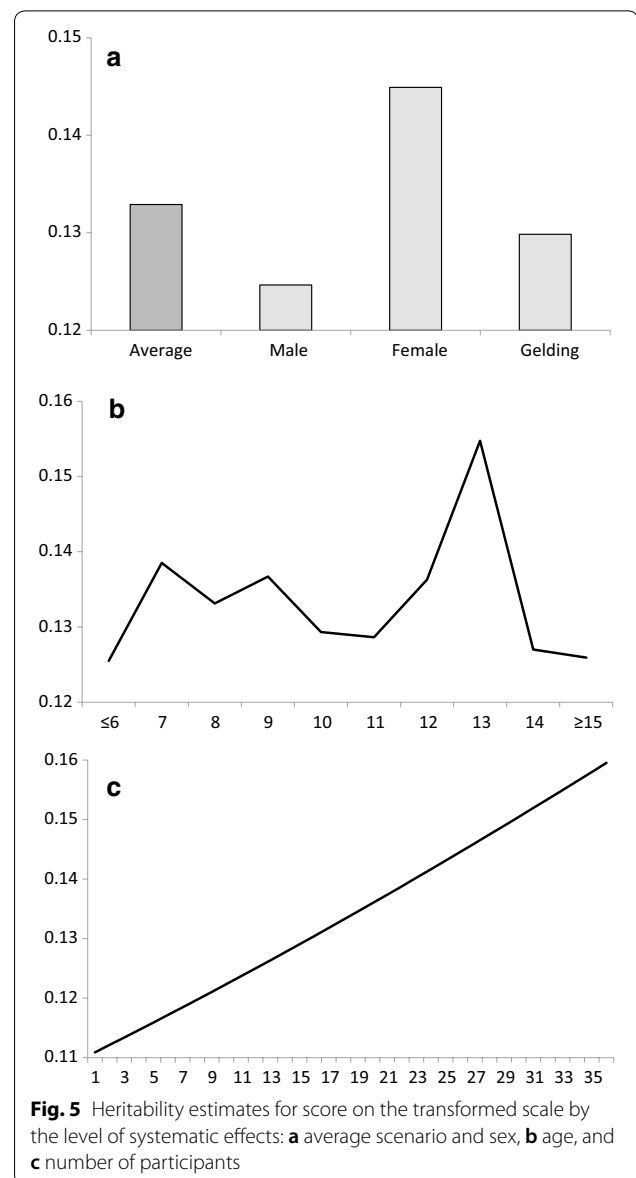 0.15
a
0.14
0.13
0.12
Average Male Female Gelding
0.16
b
0.15
0.14
0.13
0.12
≤6 7 8 9 10 11 12 13 14 ≥15
0.16
c
0.15
0.14
0.13
0.12
0.11
1 3 5 7 9 11 13 15 17 19 21 23 25 27 29 31 33 35
Fig. 5 Heritability estimates for score on the transformed scale by
the level of systematic effects: a average scenario and sex, b age, and
c number of participants